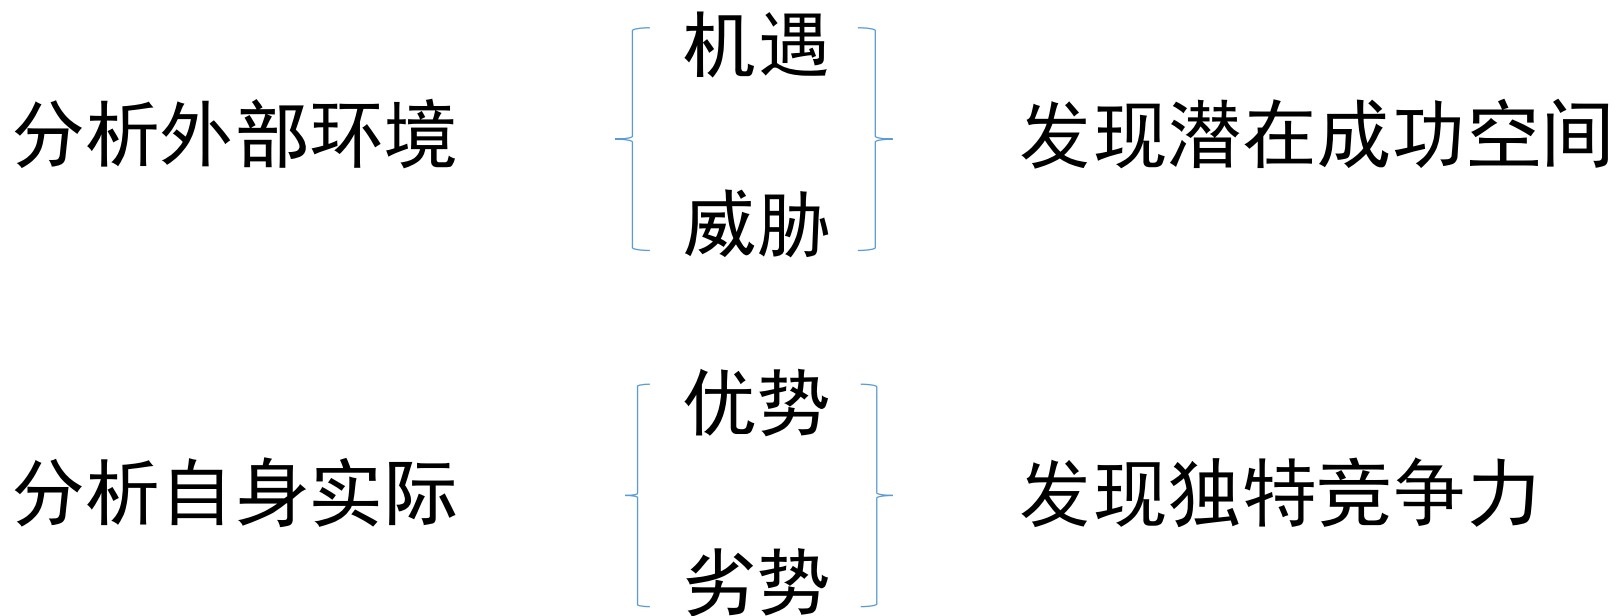 机遇
分析外部环境
发现潜在成功空间
威胁
优势
分析自身实际
发现独特竞争力
劣势